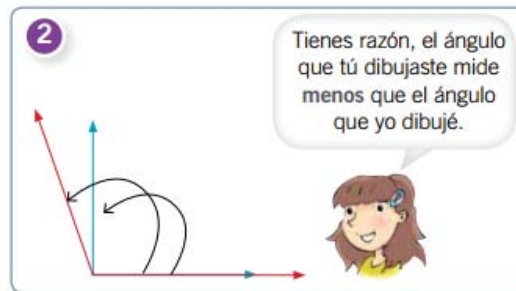 2
Tienes razón, el ángulo
que tú dibujaste mide
menos que el ángulo
que yo dibujé.